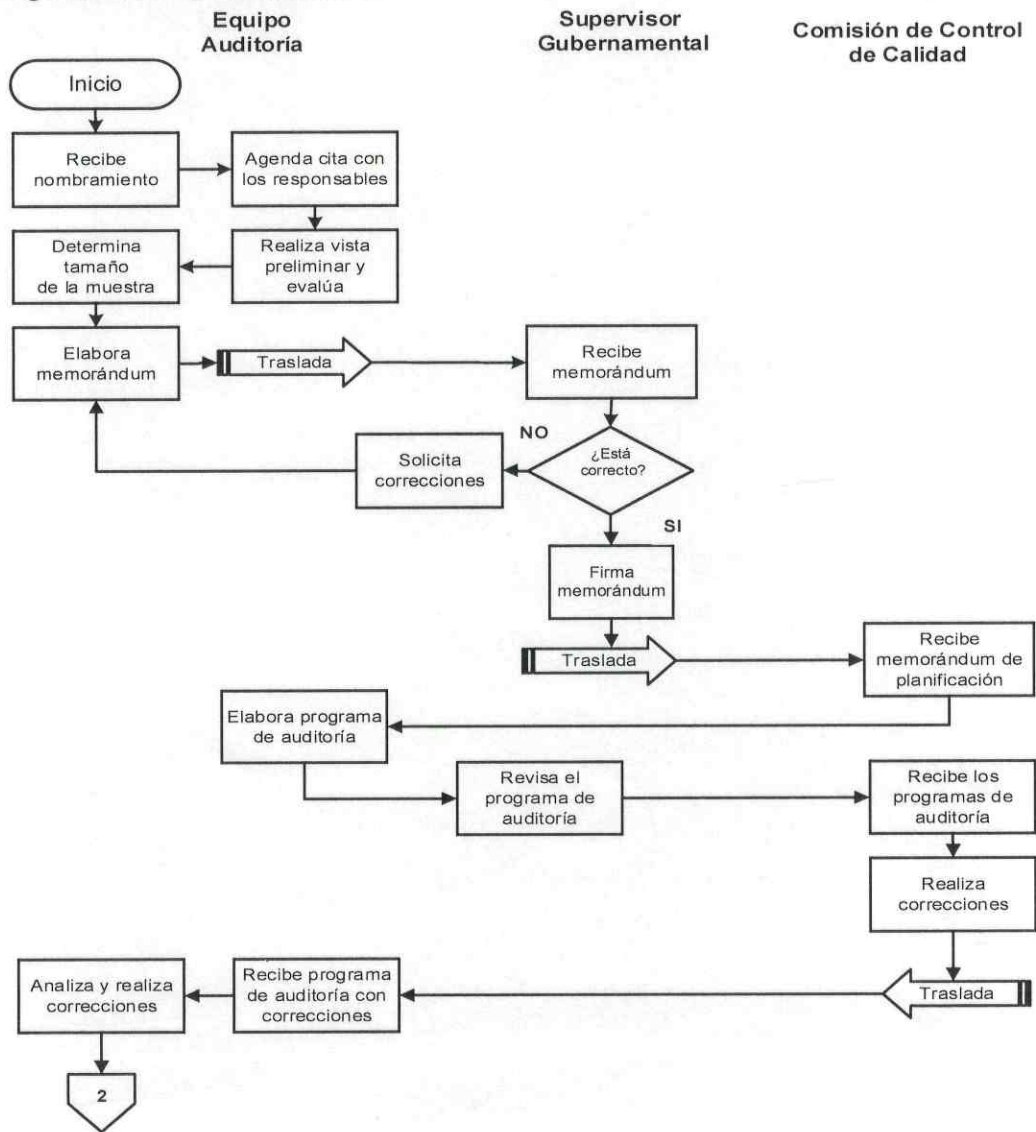 Equipo
Auditoría
Supervisor
Gubernamental
Comisión de Control
de Calidad
Inicio
Recibe
nombramiento
Agenda cita con
los responsables
Determina
tamaño
de la muestra
Realiza vista
preliminar y
evalúa
Elabora
memorándum
Traslada
Recibe
memorándum
NO
¿Está
correcto?
Solicita
correcciones
SI
Firma
memorándum
Traslada
Recibe
memorándum de
planificación
Elabora programa
de auditoría
Revisa el
programa de
auditoría
Recibe los
programas de
auditoría
Realiza
correcciones
Analiza y realiza
correcciones
Recibe programa
de auditoría con
correcciones
Traslada
2